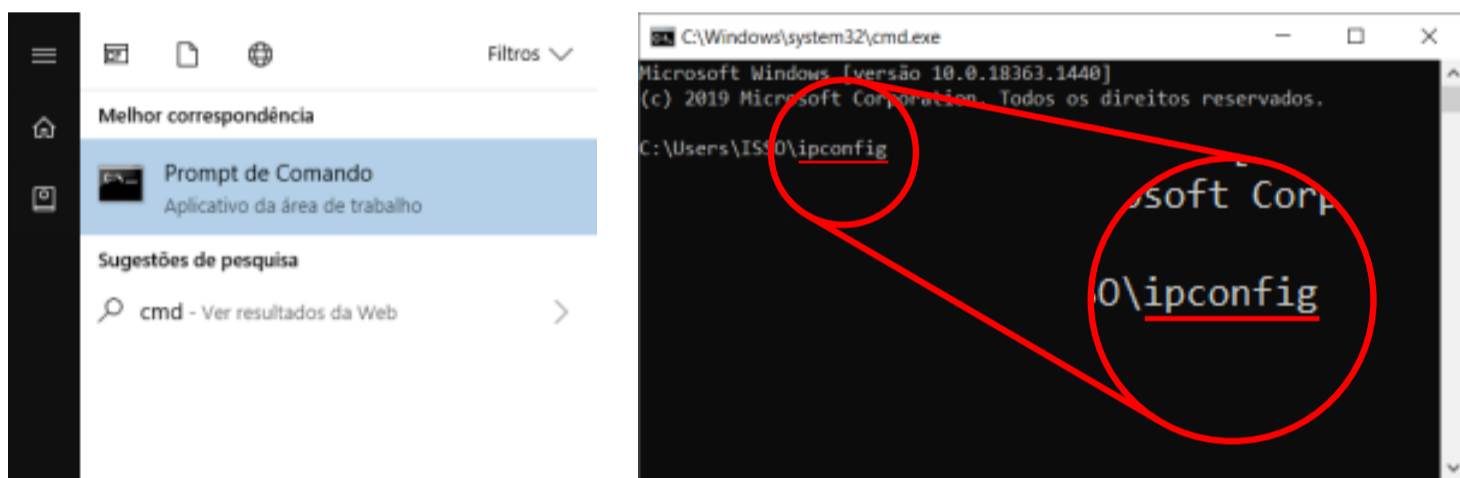 Filtros
Melhor correspondência
Prompt de Comando
Aplicativo da área de trabalho
Sugestões de pesquisa
cmd - Ver resultados da Web
C:\Windows\system32\cmd.exe
Microsoft Windows [versão 10.0.18363.1440]
(c) 2019 Microsoft Corporation. Todos os direitos reservados.
C:\Users\ISSO\ipconfig
osoft Corp
O\ipconfig